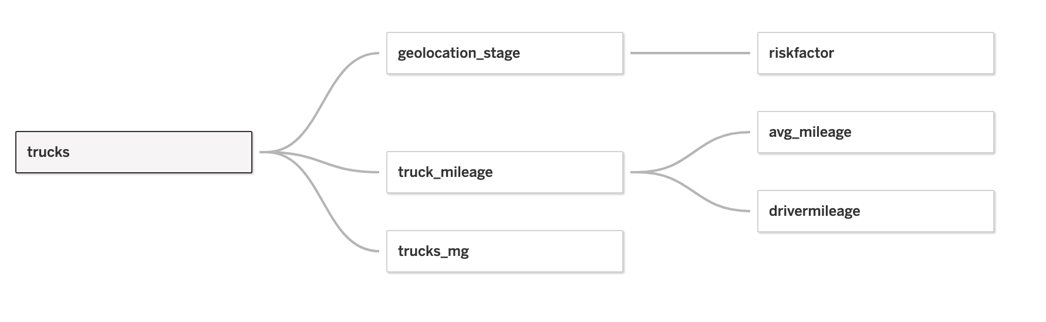 trucks
geolocation_stage
truck_mileage
trucks_mg
riskfactor
avg_mileage
drivermileage